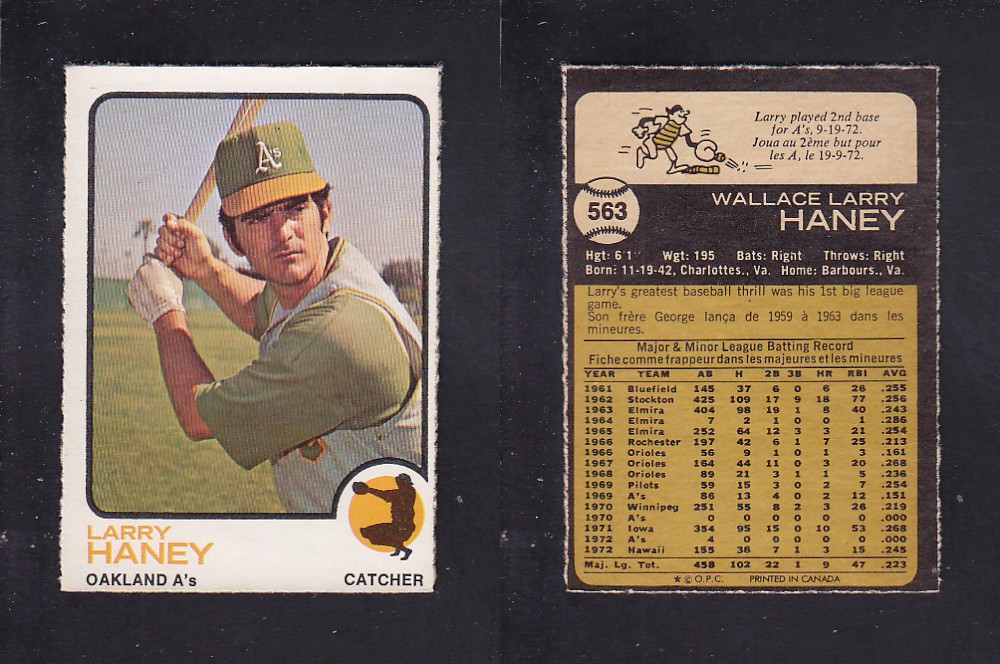 A's
LARRY
HANEY
OAKLAND A's
CATCHER
Larry played 2nd base
for A's, 9-19-72.
Joua au 2ème but pour
les A, le 19-9-72.
563
WALLACE LARRY
HANEY
Hgt: 6'1" Wgt: 195 Bats: Right Throws: Right
Born: 11-19-42, Charlottes., Va. Home: Barbours., Va.
Larry's greatest baseball thrill was his 1st big league
game.
Son frère George lança de 1959 à 1963 dans les
mineures.
Major & Minor League Batting Record
Fiche comme frappeur dans les majeures et les mineures
YEAR TEAM AB H 2B 3B HR RBI AVG
1961 Bluefield 145 37 6 0 6 26 .255
1962 Stockton 425 109 17 9 18 77 .256
1963 Elmira 404 98 19 1 8 40 .243
1964 Elmira 7 2 1 0 0 1 .286
1965 Elmira 252 64 12 3 3 21 .254
1966 Rochester 197 42 6 1 7 25 .213
1966 Orioles 56 9 1 0 1 3 .161
1967 Orioles 164 44 11 0 3 20 .268
1968 Orioles 89 21 3 1 1 5 .236
1969 Pilots 59 15 3 0 2 7 .254
1969 A's 86 13 4 0 2 12 .151
1970 Winnipeg 251 55 8 2 3 26 .219
1970 A's 0 0 0 0 0 0 .000
1971 Iowa 354 95 15 0 10 53 .268
1972 A's 4 0 0 0 0 0 .000
1972 Hawaii 155 38 7 1 3 15 .245
Maj. Lg. Tot. 458 102 22 1 9 47 .223
* © O.P.C. PRINTED IN CANADA